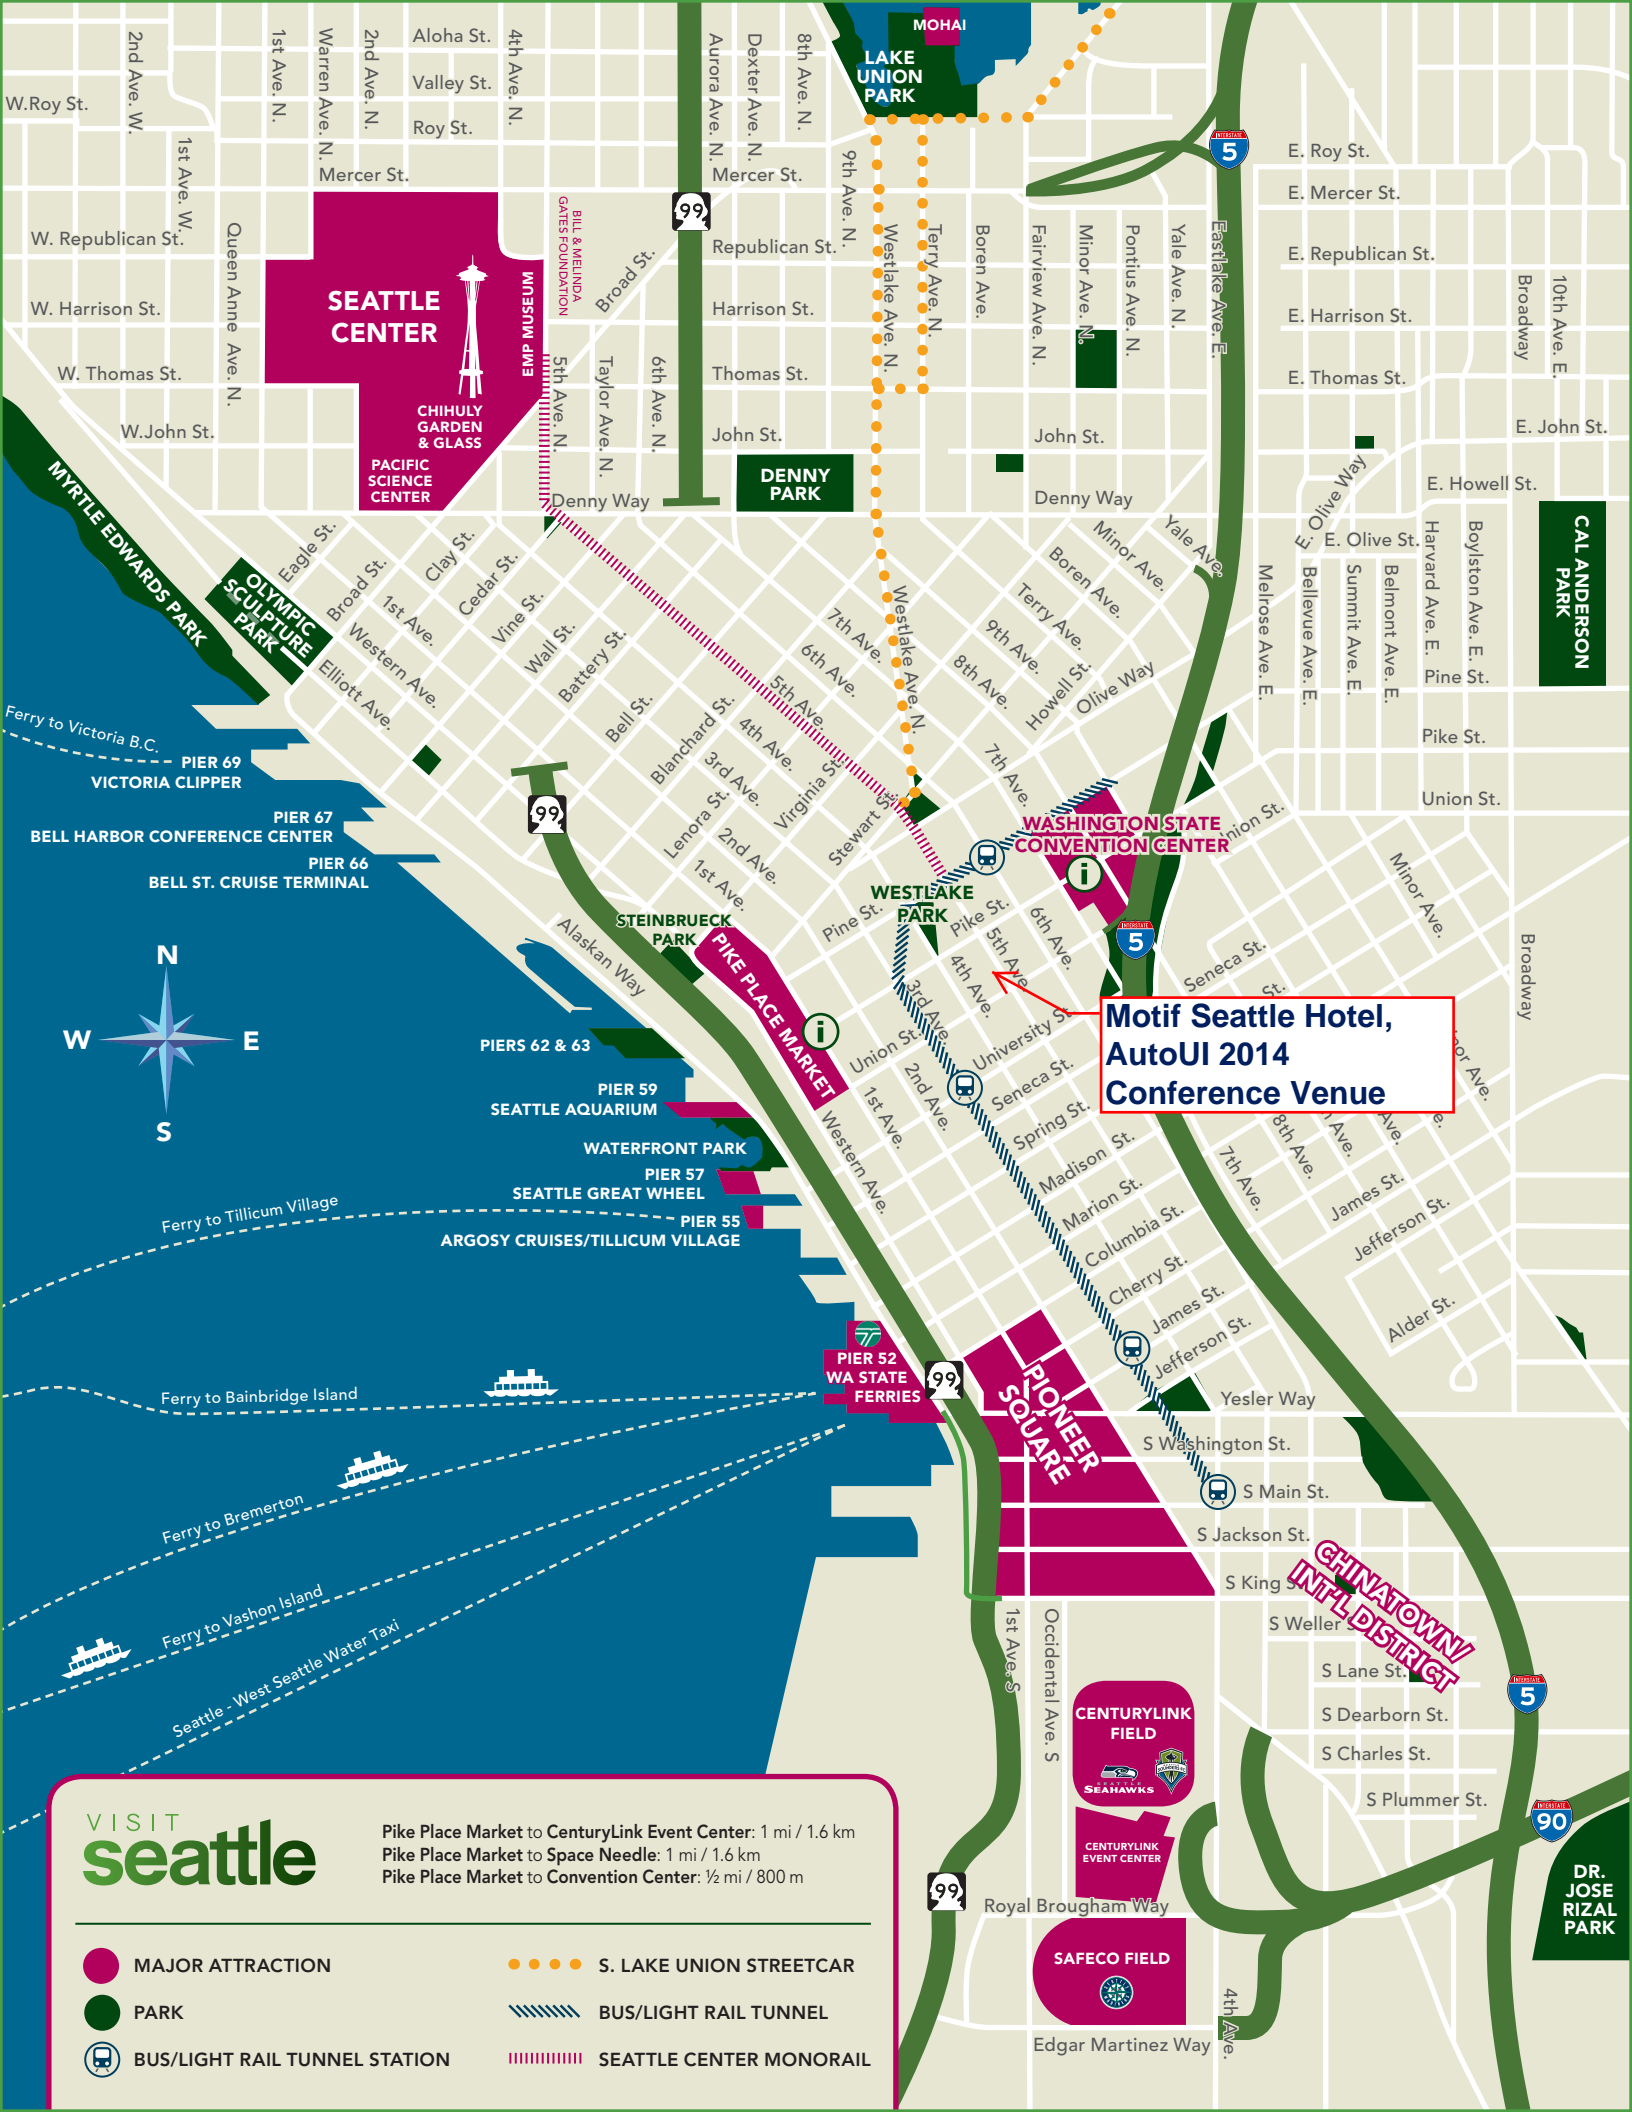 MOHAI
LAKE
UNION
PARK
2nd Ave. W.
1st Ave. N.
Warren Ave. N.
2nd Ave. N.
Aloha St.
Valley St.
Roy St.
4th Ave. N.
Aurora Ave. N.
Dexter Ave. N.
8th Ave. N.
W.Roy St.
1st Ave. W.
Mercer St.
Mercer St.
9th Ave. N.
INTERSTATE
5
E. Roy St.
E. Mercer St.
99
W. Republican St.
Queen Anne Ave. N.
BILL & MELINDA
GATES FOUNDATION
Broad St.
Republican St.
Westlake Ave. N.
Terry Ave. N.
Boren Ave.
Fairview Ave. N.
Minor Ave. N.
Pontius Ave. N.
Yale Ave. N.
Eastlake Ave. E.
E. Republican St.
Broadway
10th Ave. E.
SEATTLE
CENTER
EMP MUSEUM
W. Harrison St.
Harrison St.
E. Harrison St.
W. Thomas St.
5th Ave. N.
Taylor Ave. N.
6th Ave. N.
Thomas St.
E. Thomas St.
CHIHULY
GARDEN
& GLASS
W.John St.
John St.
John St.
E. John St.
PACIFIC
SCIENCE
CENTER
DENNY
PARK
Denny Way
Denny Way
E. Olive Way
E. Howell St.
MYRTLE EDWARDS PARK
OLYMPIC
SCULPTURE
PARK
Eagle St.
Broad St.
Clay St.
Cedar St.
Vine St.
Wall St.
Battery St.
Bell St.
Blanchard St.
Lenora St.
Virginia St.
Stewart St.
1st Ave.
Western Ave.
Elliott Ave.
Westlake Ave. N.
7th Ave.
6th Ave.
5th Ave.
4th Ave.
3rd Ave.
2nd Ave.
1st Ave.
Minor Ave.
Yale Ave.
Boren Ave.
Terry Ave.
9th Ave.
8th Ave.
Howell St.
Olive Way
7th Ave.
E. Olive St.
Melrose Ave. E.
Bellevue Ave. E.
Summit Ave. E.
Belmont Ave. E.
Harvard Ave. E.
Boylston Ave. E.
CAL ANDERSON
PARK
Pine St.
Pike St.
Union St.
Ferry to Victoria B.C.
PIER 69
VICTORIA CLIPPER
PIER 67
BELL HARBOR CONFERENCE CENTER
PIER 66
BELL ST. CRUISE TERMINAL
99
WASHINGTON STATE
CONVENTION CENTER
i
Union St.
Minor Ave.
WESTLAKE
PARK
STEINBRUECK
PARK
Alaskan Way
PIKE PLACE MARKET
i
Pine St.
Pike St.
6th Ave.
5th Ave.
4th Ave.
3rd Ave.
INTERSTATE
5
Seneca St.
St.
Broadway
N
W
E
S
Motif Seattle Hotel,
AutoUI 2014
Conference Venue
University St.
Union St.
2nd Ave.
1st Ave.
Western Ave.
Seneca St.
Spring St.
Madison St.
Marion St.
Columbia St.
Cherry St.
James St.
Jefferson St.
7th Ave.
8th Ave.
Ave.
Ave.
James St.
Jefferson St.
Alder St.
PIERS 62 & 63
PIER 59
SEATTLE AQUARIUM
WATERFRONT PARK
PIER 57
SEATTLE GREAT WHEEL
PIER 55
ARGOSY CRUISES/TILLICUM VILLAGE
Ferry to Tillicum Village
PIER 52
WA STATE
FERRIES
99
PIONEER
SQUARE
Ferry to Bainbridge Island
Ferry to Bremerton
Ferry to Vashon Island
Seattle - West Seattle Water Taxi
Yesler Way
S Washington St.
S Main St.
S Jackson St.
S King S
S Weller S
S Lane St.
S Dearborn St.
S Charles St.
S Plummer St.
CHINATOWN/
INT'L DISTRICT
1st Ave. S
Occidental Ave. S
INTERSTATE
5
INTERSTATE
90
CENTURYLINK
FIELD
SEATTLE
SEAHAWKS
SOUNDERS FC
CENTURYLINK
EVENT CENTER
99
Royal Brougham Way
SAFECO FIELD
4th Ave.
Edgar Martinez Way
DR.
JOSE
RIZAL
PARK
VISIT
seattle
Pike Place Market to CenturyLink Event Center: 1 mi / 1.6 km
Pike Place Market to Space Needle: 1 mi / 1.6 km
Pike Place Market to Convention Center: ½ mi / 800 m
MAJOR ATTRACTION
PARK
BUS/LIGHT RAIL TUNNEL STATION
S. LAKE UNION STREETCAR
BUS/LIGHT RAIL TUNNEL
SEATTLE CENTER MONORAIL